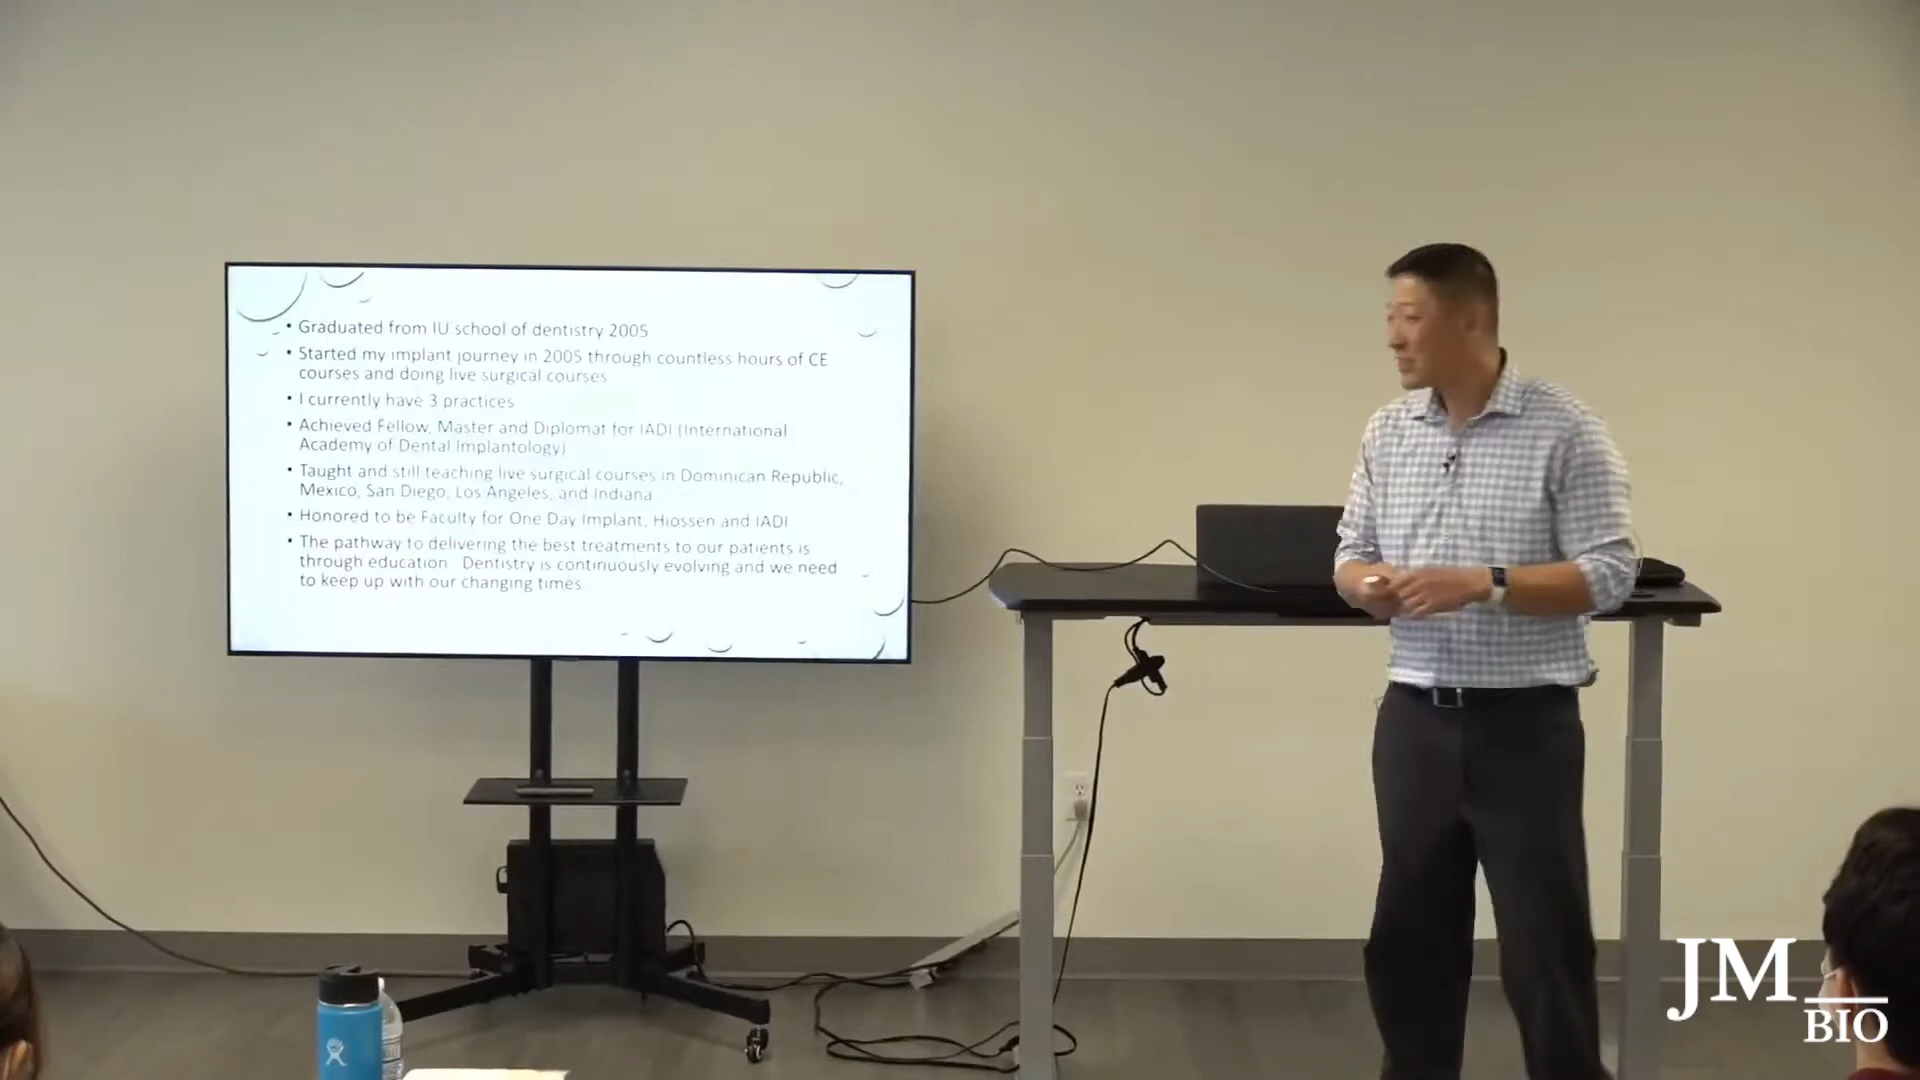 • Graduated from IU school of dentistry 2005
• Started my implant journey in 2005 through countless hours of CE
courses and doing live surgical courses
• I currently have 3 practices
• Achieved Fellow, Master and Diplomat for IADI (International
Academy of Dental Implantology)
• Taught and still teaching live surgical courses in Dominican Republic,
Mexico, San Diego, Los Angeles, and Indiana
• Honored to be Faculty for One Day Implant, Hiossen and IADI
• The pathway to delivering the best treatments to our patients is
through education. Dentistry is continuously evolving and we need
to keep up with our changing times.
JM
BIO